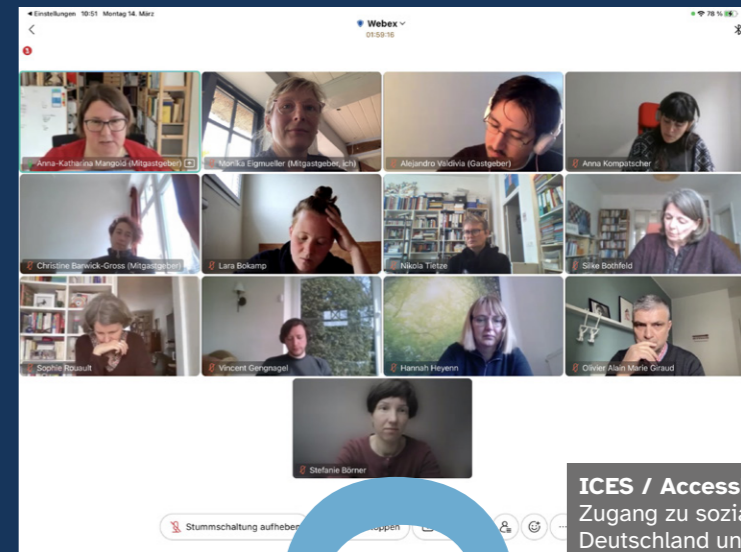 ◂ Einstellungen 10:51 Montag 14. März
78 %
Webex
01:59:16
Anna-Katharina Mangold (Mitgastgeber)
Monika Eigmueller (Mitgastgeber, ich)
Alejandro Valdivia (Gastgeber)
Anna Kompatscher
Christine Barwick-Gross (Mitgastgeber)
Lara Bokamp
Nikola Tietze
Silke Bothfeld
Sophie Rouault
Vincent Gengnagel
Hannah Heyenn
Olivier Alain Marie Giraud
Stefanie Börner
Stummschaltung aufheben
ICES / Access
Zugang zu sozia
Deutschland un